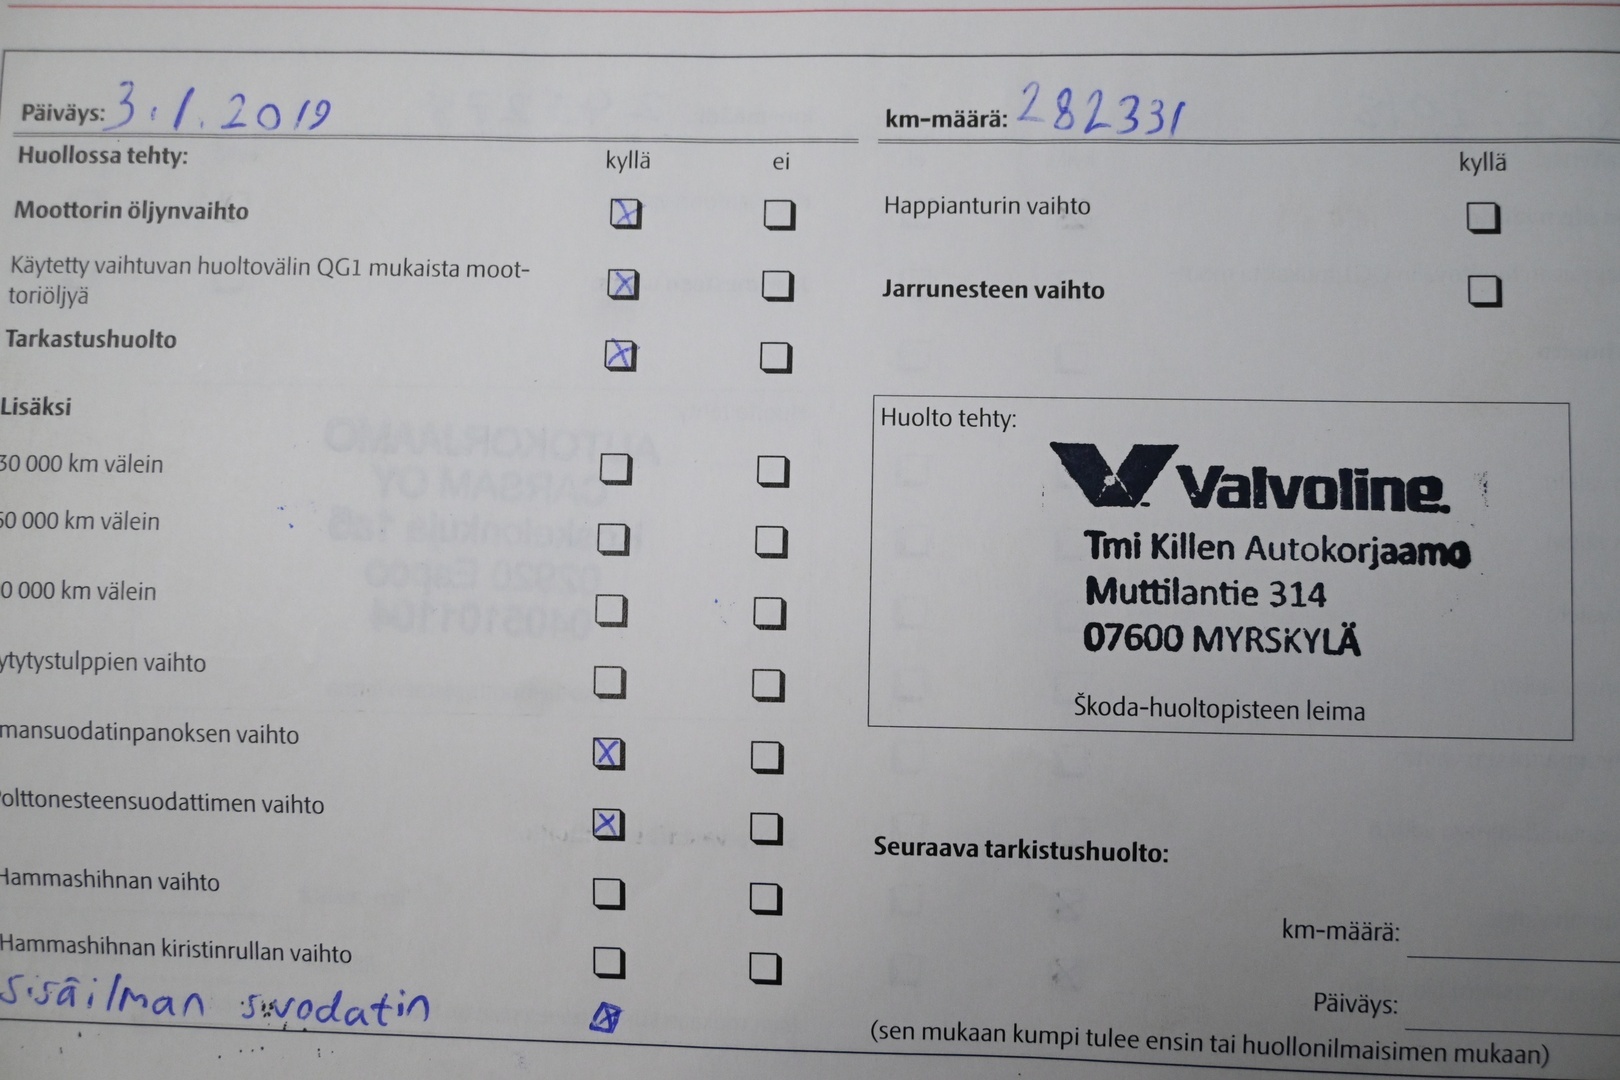 Päiväys: 3.1.2019
Huollossa tehty: kyllä ei
Moottorin öljynvaihto
Käytetty vaihtuvan huoltovälin QG1 mukaista moot-
toriöljyä
Tarkastushuolto
Lisäksi
30 000 km välein
60 000 km välein
0 000 km välein
ytytystulppien vaihto
mansuodatinpanoksen vaihto
Polttonesteensuodattimen vaihto
Hammashihnan vaihto
Hammashihnan kiristinrullan vaihto
sisäilman suodatin
km-määrä: 282331
kyllä
Happianturin vaihto
Jarrunesteen vaihto
Huolto tehty:
Valvoline
Tmi Killen Autokorjaamo
Muttilantie 314
07600 MYRSKYLÄ
Škoda-huoltopisteen leima
Seuraava tarkistushuolto:
km-määrä:
Päiväys:
(sen mukaan kumpi tulee ensin tai huollonilmaisimen mukaan)